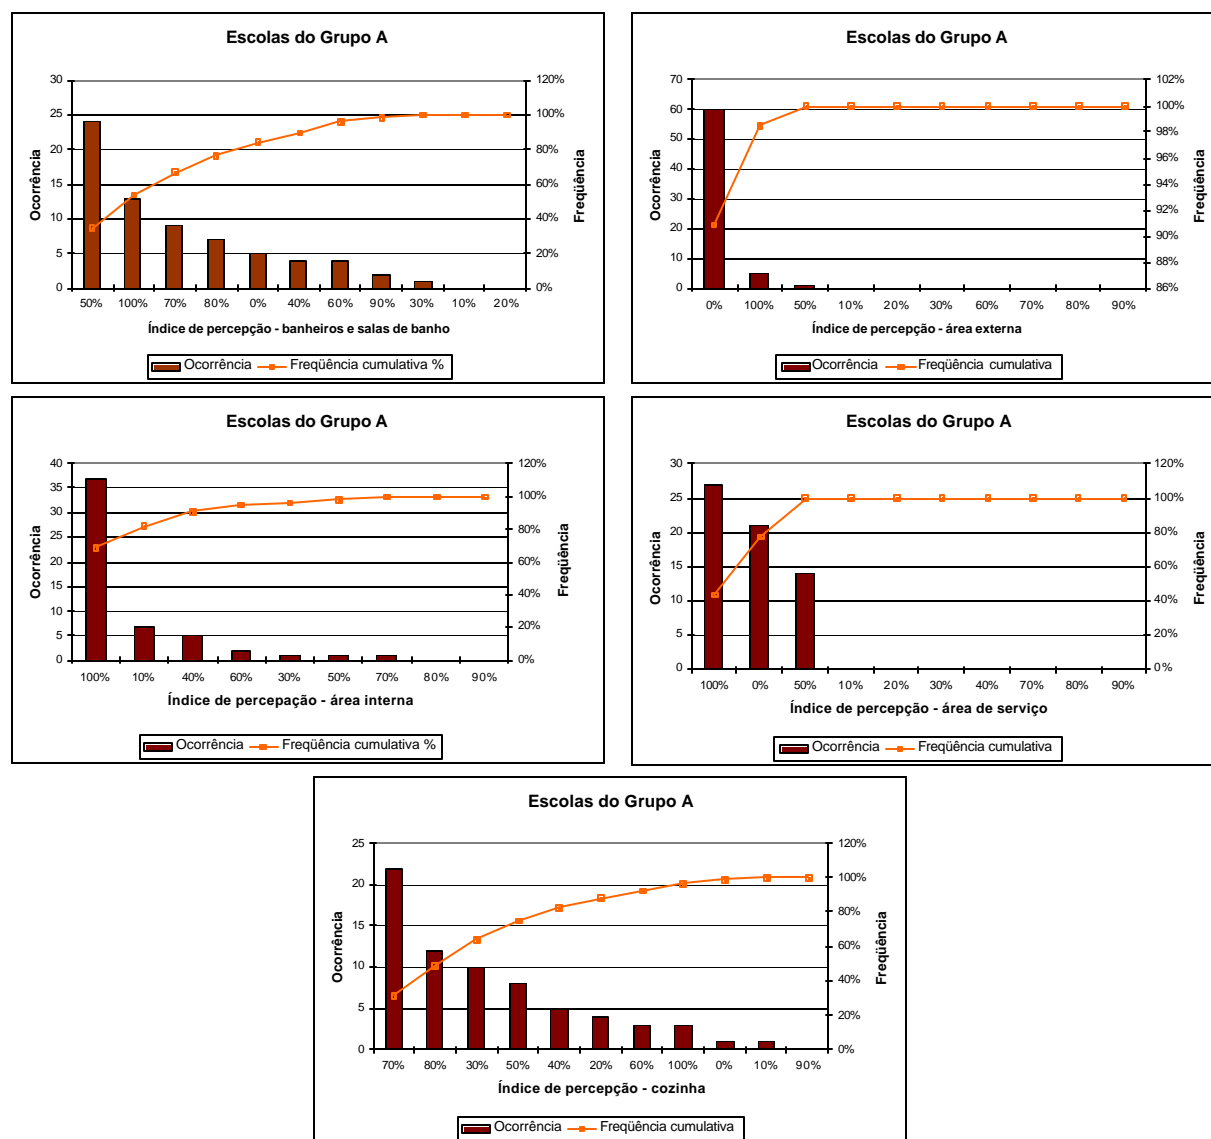 Escolas do Grupo A
30
25
20
15
10
5
0
120%
100%
80%
60%
40%
20%
0%
Ocorrência
Freqüência
50% 100% 70% 80% 0% 40% 60% 90% 30% 10% 20%
Índice de percepção - banheiros e salas de banho
Ocorrência Freqüência cumulativa %
Escolas do Grupo A
70
60
50
40
30
20
10
0
102%
100%
98%
96%
94%
92%
90%
88%
86%
Ocorrência
Freqüência
0% 100% 50% 10% 20% 30% 60% 70% 80% 90%
Índice de percepção - área externa
Ocorrência Freqüência cumulativa
Escolas do Grupo A
40
35
30
25
20
15
10
5
0
120%
100%
80%
60%
40%
20%
0%
Ocorrência
Freqüência
100% 10% 40% 60% 30% 50% 70% 80% 90%
Índice de percepação - área interna
Ocorrência Freqüência cumulativa %
Escolas do Grupo A
30
25
20
15
10
5
0
120%
100%
80%
60%
40%
20%
0%
Ocorrência
Freqüência
100% 0% 50% 10% 20% 30% 40% 70% 80% 90%
Índice de percepção - área de serviço
Ocorrência Freqüência cumulativa
Escolas do Grupo A
25
20
15
10
5
0
120%
100%
80%
60%
40%
20%
0%
Ocorrência
Freqüência
70% 80% 30% 50% 40% 20% 60% 100% 0% 10% 90%
Índice de percepção - cozinha
Ocorrência Freqüência cumulativa